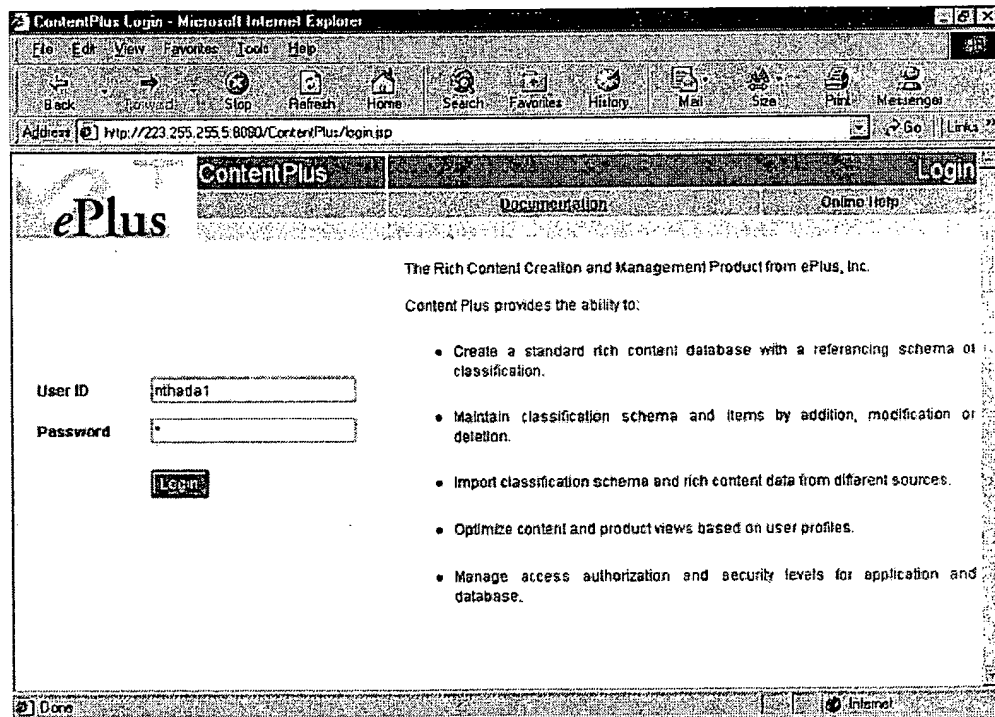 ContentPlus Login - Microsoft Internet Explorer
File Edit View Favorites Tools Help
Back Forward Stop Refresh Home Search Favorites History Mail Size Print Messenger
Address http://223.255.255.5:8080/ContentPlus/login.jsp Go Links »
ePlus
ContentPlus Login
Documentation Online Help
The Rich Content Creation and Management Product from ePlus, Inc.
Content Plus provides the ability to:
• Create a standard rich content database with a referencing schema of
classification.
• Maintain classification schema and items by addition, modification or
deletion.
• Import classification schema and rich content data from different sources.
• Optimize content and product views based on user profiles.
• Manage access authorization and security levels for application and
database.
User ID nthada1
Password *
Login
Done Internet